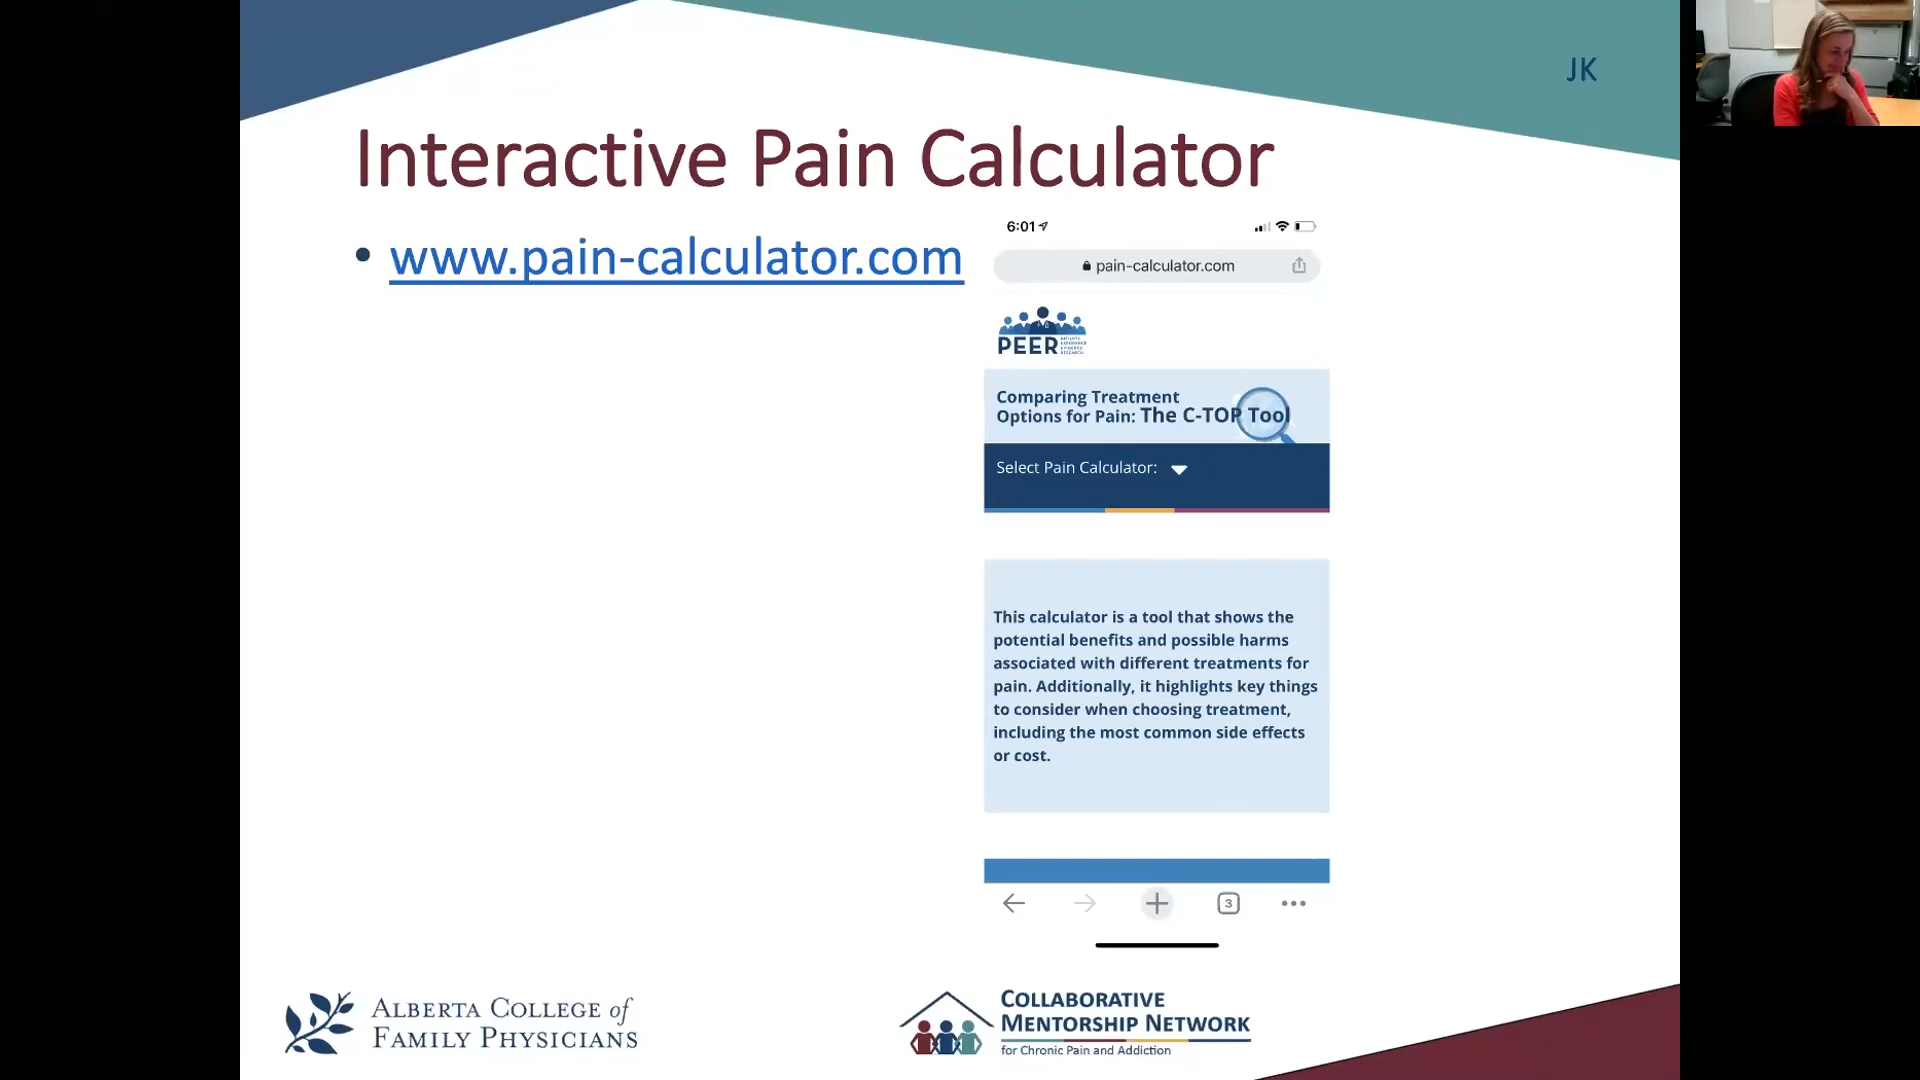 JK
Interactive Pain Calculator
• www.pain-calculator.com
6:01
pain-calculator.com
PEER
Comparing Treatment
Options for Pain: The C-TOP Tool
Select Pain Calculator:
This calculator is a tool that shows the
potential benefits and possible harms
associated with different treatments for
pain. Additionally, it highlights key things
to consider when choosing treatment,
including the most common side effects
or cost.
3
ALBERTA COLLEGE of
FAMILY PHYSICIANS
COLLABORATIVE
MENTORSHIP NETWORK
for Chronic Pain and Addiction